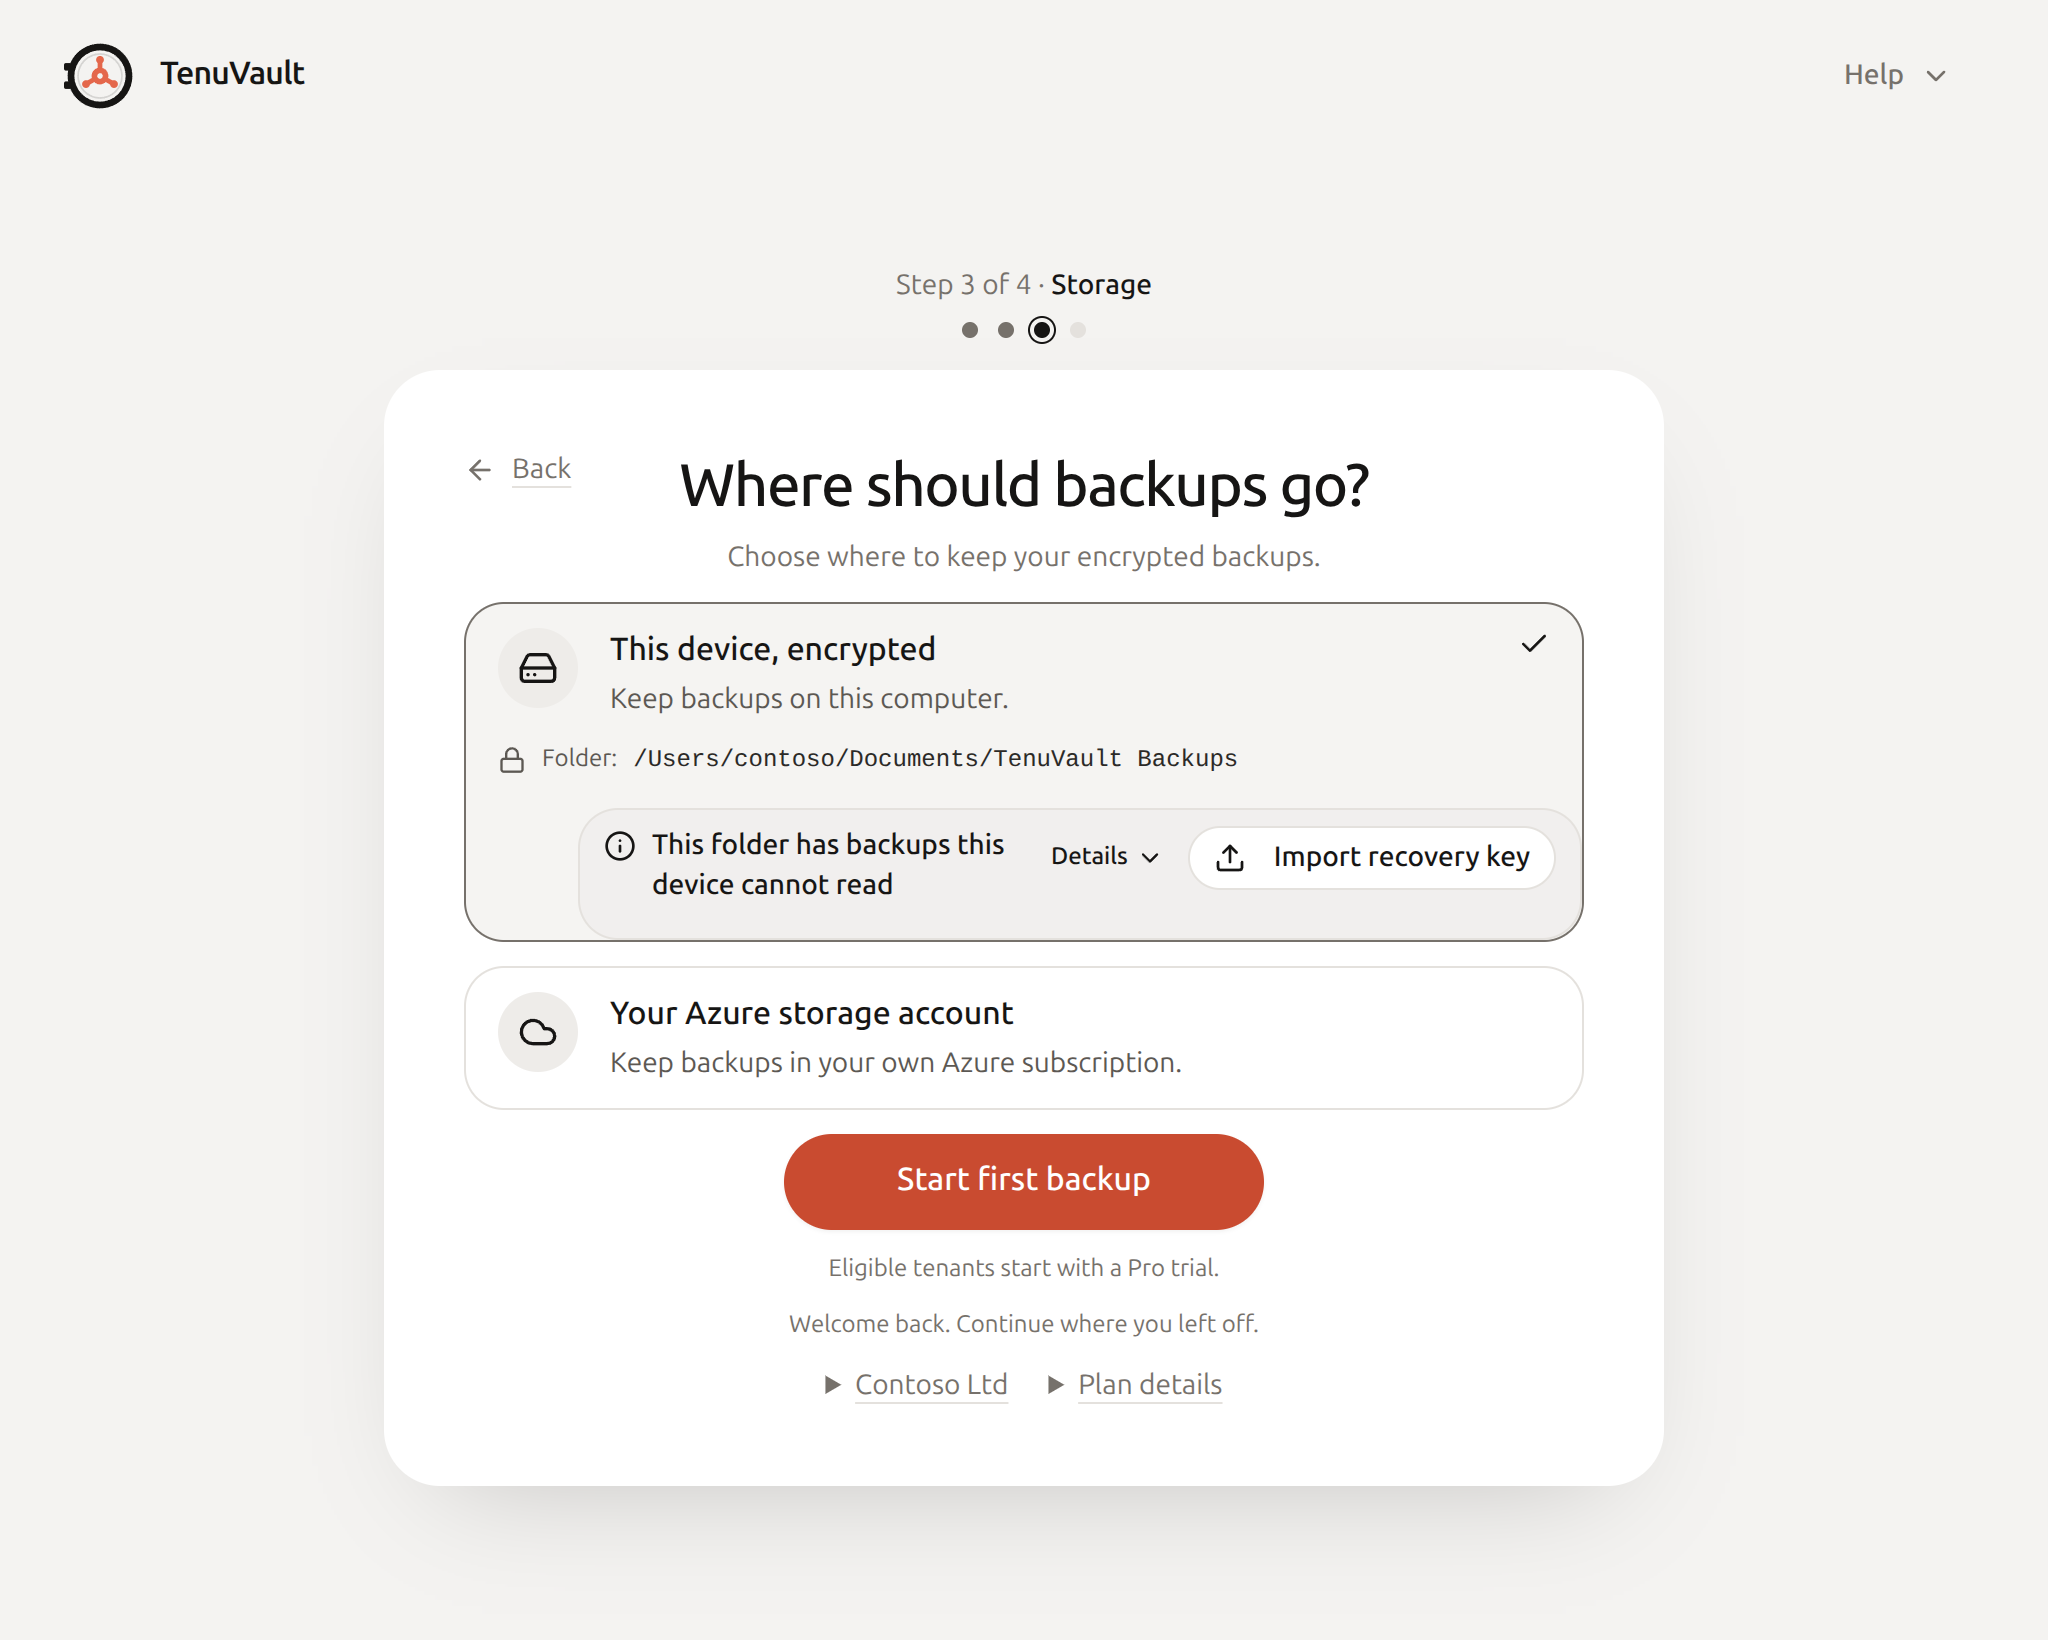 TenuVault
Help
Step 3 of 4 · Storage
Back
Where should backups go?
Choose where to keep your encrypted backups.
This device, encrypted
Keep backups on this computer.
Folder: /Users/contoso/Documents/TenuVault Backups
This folder has backups this
device cannot read
Details
Import recovery key
Your Azure storage account
Keep backups in your own Azure subscription.
Start first backup
Eligible tenants start with a Pro trial.
Welcome back. Continue where you left off.
Contoso Ltd
Plan details